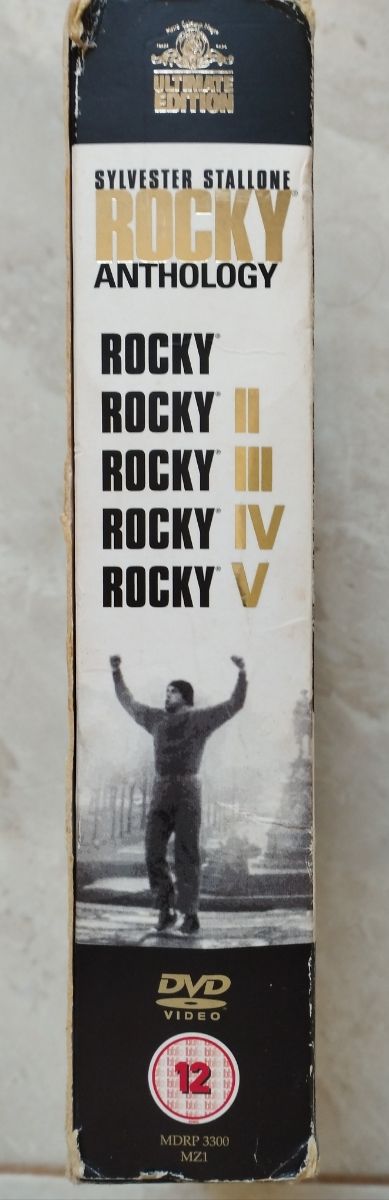 ULTIMATE
EDITION
SYLVESTER STALLONE
ROCKY®
ANTHOLOGY
ROCKY®
ROCKY® II
ROCKY® III
ROCKY® IV
ROCKY® V
DVD
VIDEO™
12
MDRP 3300
MZ1